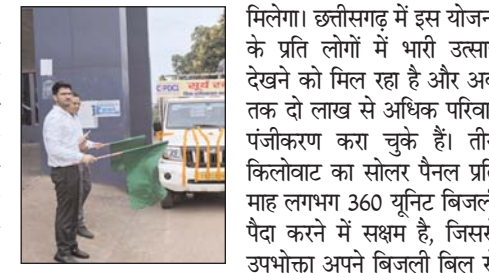 CSPDCL सूर्य र
मिलेगा। छत्तीसगढ़ में इस योजन
के प्रति लोगों में भारी उत्सा
देखने को मिल रहा है और अब
तक दो लाख से अधिक परिवा
पंजीकरण करा चुके हैं। तीन
किलोवाट का सोलर पैनल प्रति
माह लगभग 360 यूनिट बिजली
पैदा करने में सक्षम है, जिससे
उपभोक्ता अपने बिजली बिल से